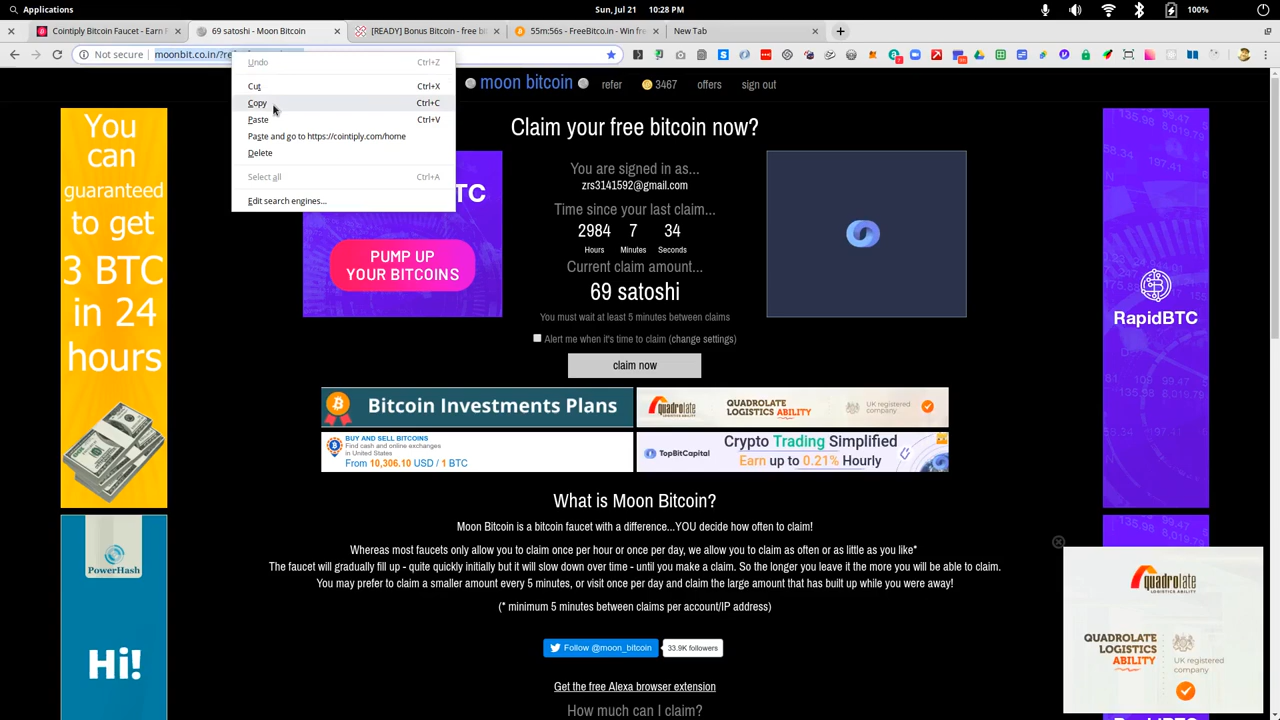 Applications
Sun, Jul 21 10:28 PM
100%
Cointiply Bitcoin Faucet - Earn F
69 satoshi - Moon Bitcoin
[READY] Bonus Bitcoin - free bi
55m:56s - FreeBitco.in - Win fre
New Tab
Not secure
moonbit.co.in/?re
Undo Ctrl+Z
Cut Ctrl+X
Copy Ctrl+C
Paste Ctrl+V
Paste and go to https://cointiply.com/home
Delete
Select all Ctrl+A
Edit search engines...
moon bitcoin
refer
3467
offers
sign out
You
can
guaranteed
to get
3 BTC
in 24
hours
PowerHash
Hi!
TC
PUMP UP
YOUR BITCOINS
Claim your free bitcoin now?
You are signed in as...
zrs3141592@gmail.com
Time since your last claim...
2984 7 34
Hours Minutes Seconds
Current claim amount...
69 satoshi
You must wait at least 5 minutes between claims
Alert me when it's time to claim (change settings)
claim now
RapidBTC
Bitcoin Investments Plans
QUADROLATE
LOGISTICS ABILITY
UK registered
company
BUY AND SELL BITCOINS
Find cash and online exchanges
in United States
From 10,306.10 USD / 1 BTC
TopBitCapital
Crypto Trading Simplified
Earn up to 0.21% Hourly
What is Moon Bitcoin?
Moon Bitcoin is a bitcoin faucet with a difference...YOU decide how often to claim!
Whereas most faucets only allow you to claim once per hour or once per day, we allow you to claim as often or as little as you like*
The faucet will gradually fill up - quite quickly initially but it will slow down over time - until you make a claim. So the longer you leave it the more you will be able to claim.
You may prefer to claim a smaller amount every 5 minutes, or visit once per day and claim the large amount that has built up while you were away!
(* minimum 5 minutes between claims per account/IP address)
Follow @moon_bitcoin
33.9K followers
Get the free Alexa browser extension
How much can I claim?
quadrolate
LOGISTICS ABILITY
QUADROLATE
LOGISTICS
ABILITY
UK registered
company